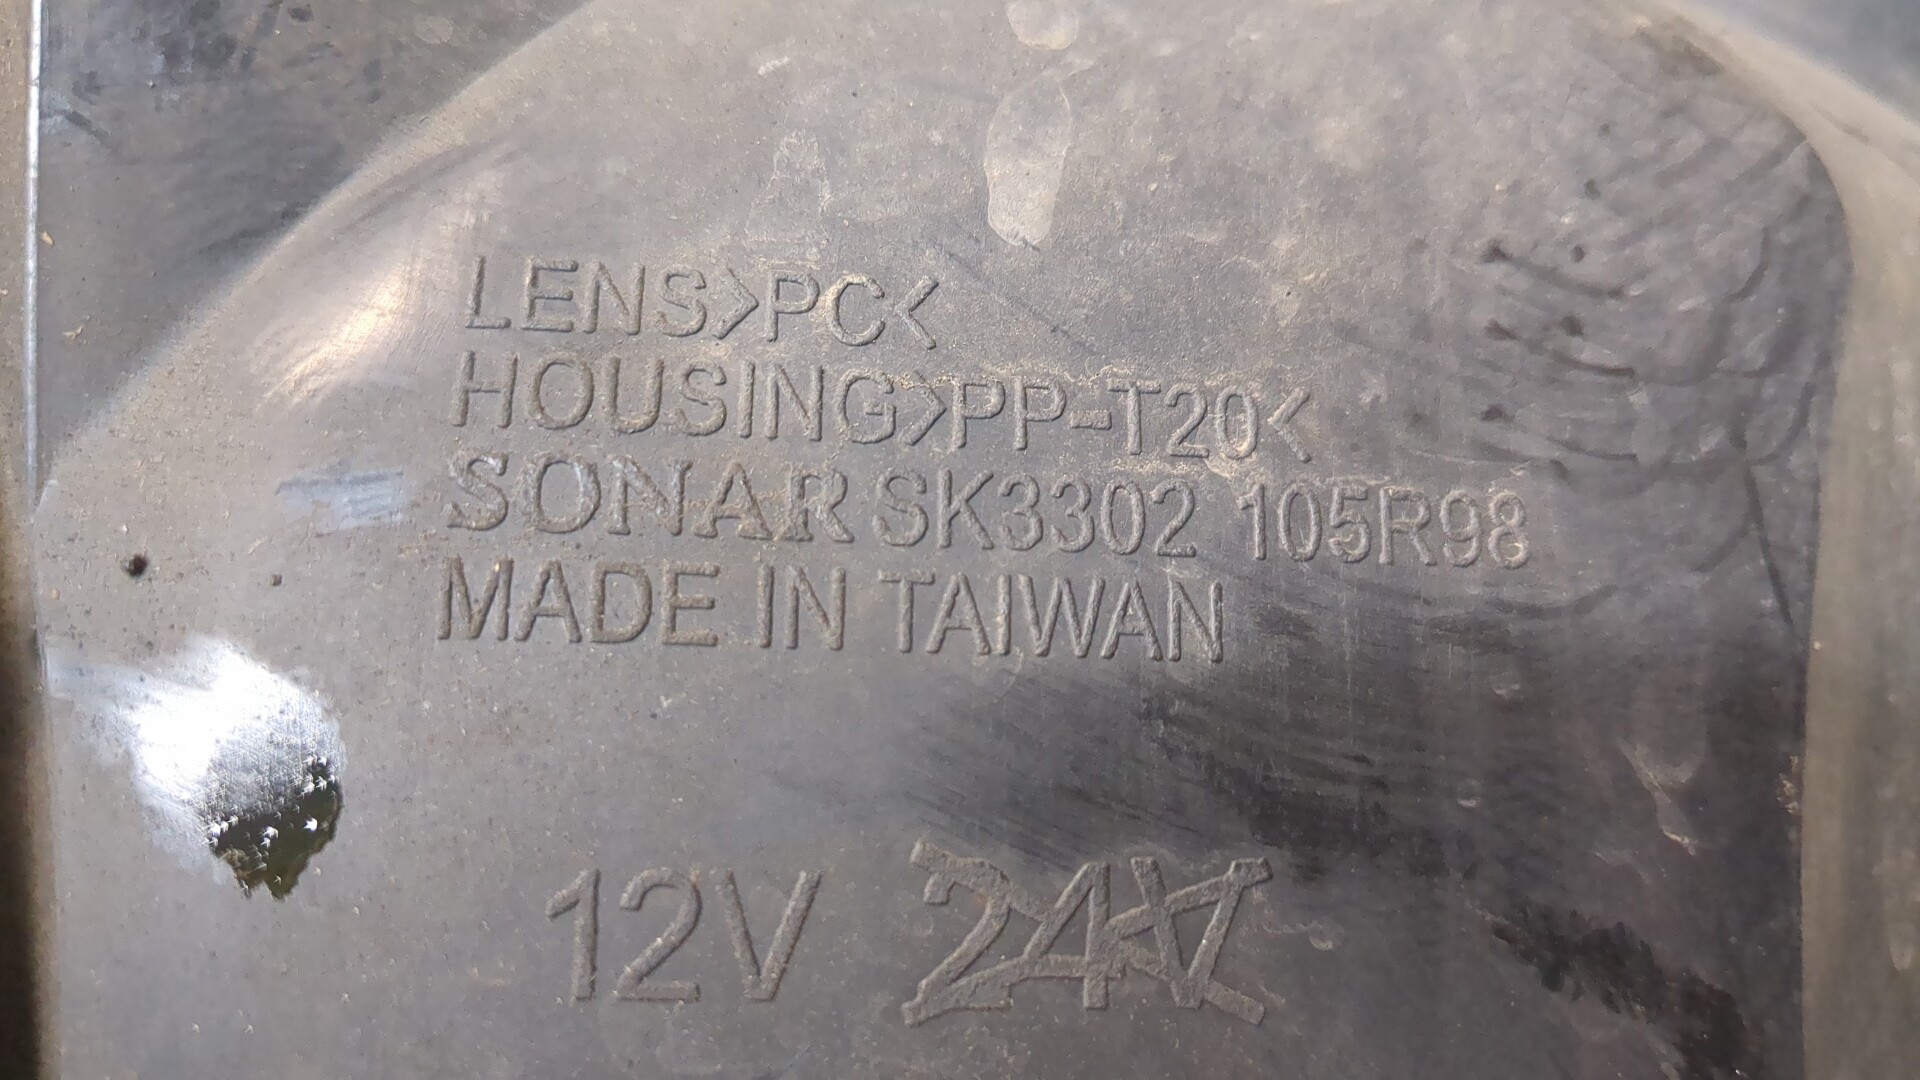 LENS>PC<
HOUSING>PP-T20<
SONAR SK3302 105R98
MADE IN TAIWAN
12V 24V